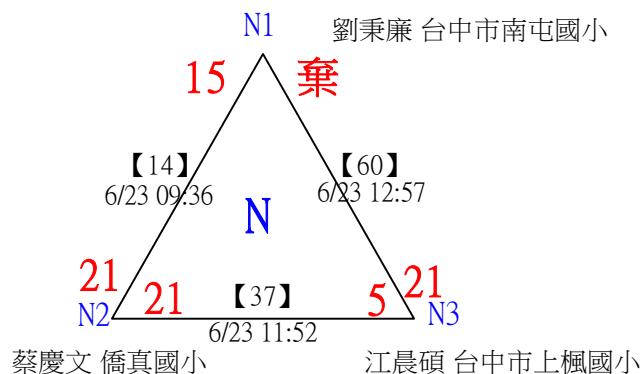 N1
劉秉廉 台中市南屯國小
15
棄
【14】
6/23 09:36
【60】
6/23 12:57
N
21
21
【37】
6/23 11:52
5
21
N2
N3
蔡慶文 僑真國小
江晨碩 台中市上楓國小